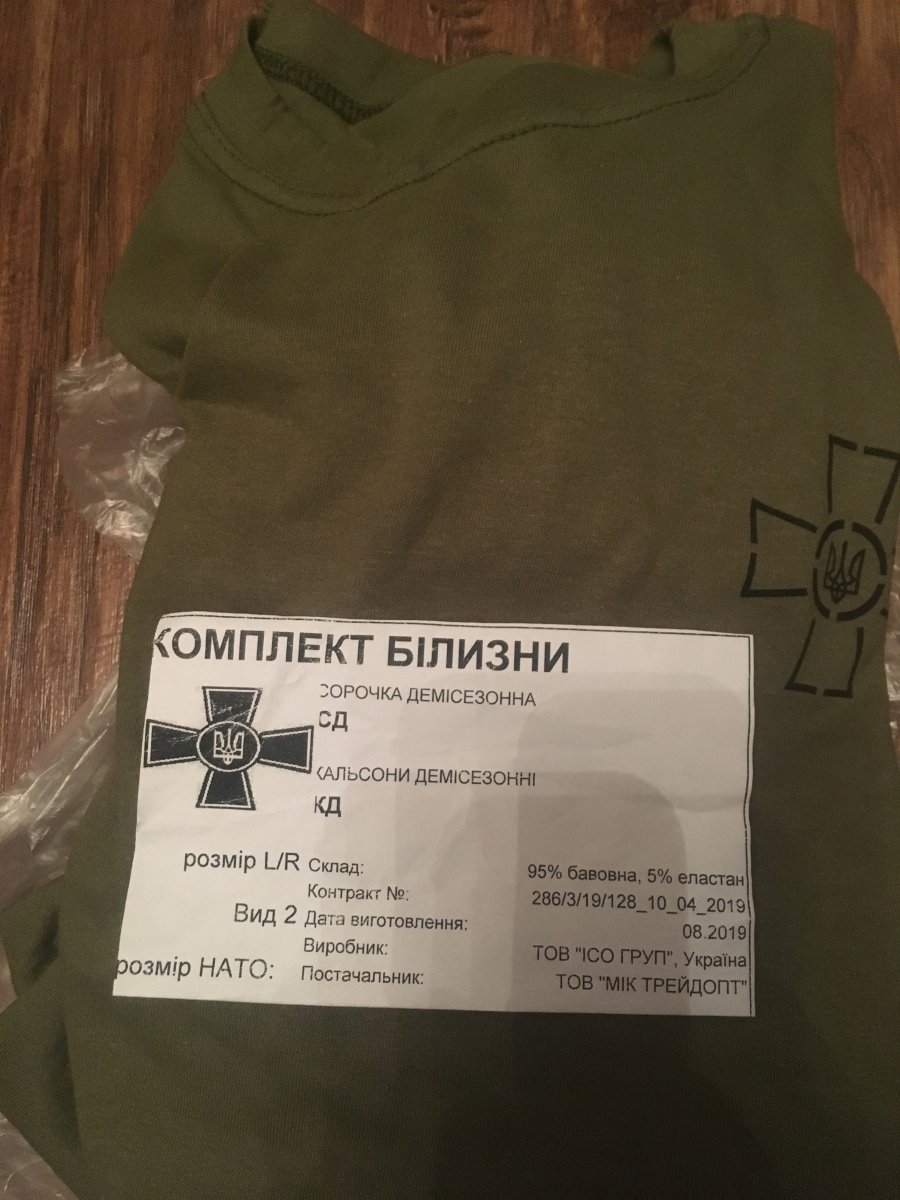 КОМПЛЕКТ БІЛИЗНИ
СОРОЧКА ДЕМІСЕЗОННА
СД
КАЛЬСОНИ ДЕМІСЕЗОННІ
КД
розмір L/R
Склад: 95% бавовна, 5% еластан
Контракт №: 286/3/19/128_10_04_2019
Вид 2
Дата виготовлення: 08.2019
Виробник: ТОВ "ІСО ГРУП", Україна
розмір НАТО:
Постачальник: ТОВ "МІК ТРЕЙДОПТ"